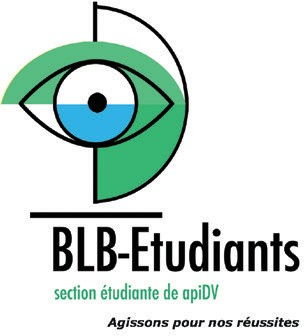 BLB-Etudiants
section étudiante de apiDV
Agissons pour nos réussites